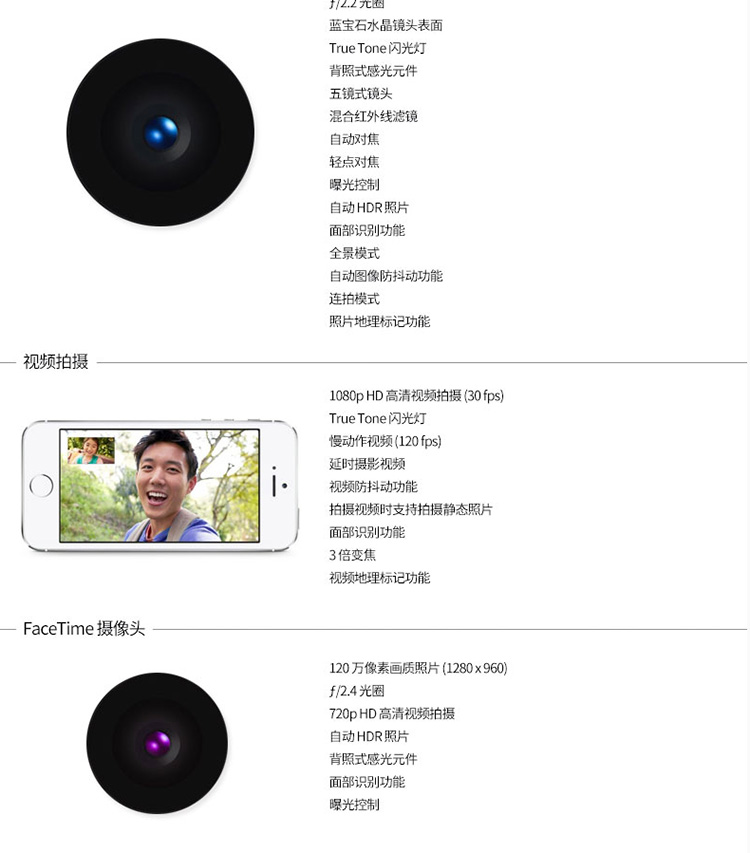 ƒ/2.2 光圈
蓝宝石水晶镜头表面
True Tone 闪光灯
背照式感光元件
五镜式镜头
混合红外线滤镜
自动对焦
轻点对焦
曝光控制
自动 HDR 照片
面部识别功能
全景模式
自动图像防抖动功能
连拍模式
照片地理标记功能
视频拍摄
1080p HD 高清视频拍摄 (30 fps)
True Tone 闪光灯
慢动作视频 (120 fps)
延时摄影视频
视频防抖动功能
拍摄视频时支持拍摄静态照片
面部识别功能
3 倍变焦
视频地理标记功能
FaceTime 摄像头
120 万像素画质照片 (1280 x 960)
ƒ/2.4 光圈
720p HD 高清视频拍摄
自动 HDR 照片
背照式感光元件
面部识别功能
曝光控制